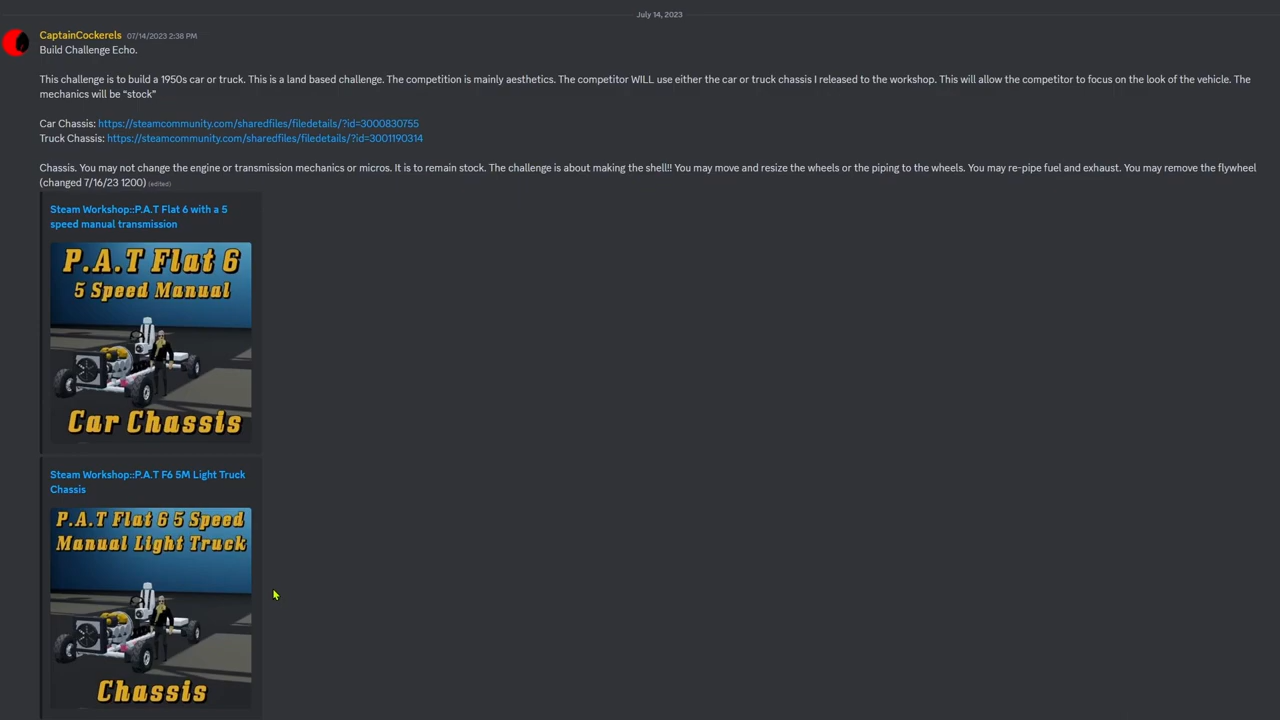 July 14, 2023
CaptainCockerels 07/14/2023 2:38 PM
Build Challenge Echo.
This challenge is to build a 1950s car or truck. This is a land based challenge. The competition is mainly aesthetics. The competitor WILL use either the car or truck chassis I released to the workshop. This will allow the competitor to focus on the look of the vehicle. The
mechanics will be “stock”
Car Chassis: https://steamcommunity.com/sharedfiles/filedetails/?id=3000830755
Truck Chassis: https://steamcommunity.com/sharedfiles/filedetails/?id=3001190314
Chassis. You may not change the engine or transmission mechanics or micros. It is to remain stock. The challenge is about making the shell!! You may move and resize the wheels or the piping to the wheels. You may re-pipe fuel and exhaust. You may remove the flywheel
(changed 7/16/23 1200) (edited)
Steam Workshop::P.A.T Flat 6 with a 5
speed manual transmission
P.A.T Flat 6
5 Speed Manual
Car Chassis
Steam Workshop::P.A.T F6 5M Light Truck
Chassis
P.A.T Flat 6 5 Speed
Manual Light Truck
Chassis